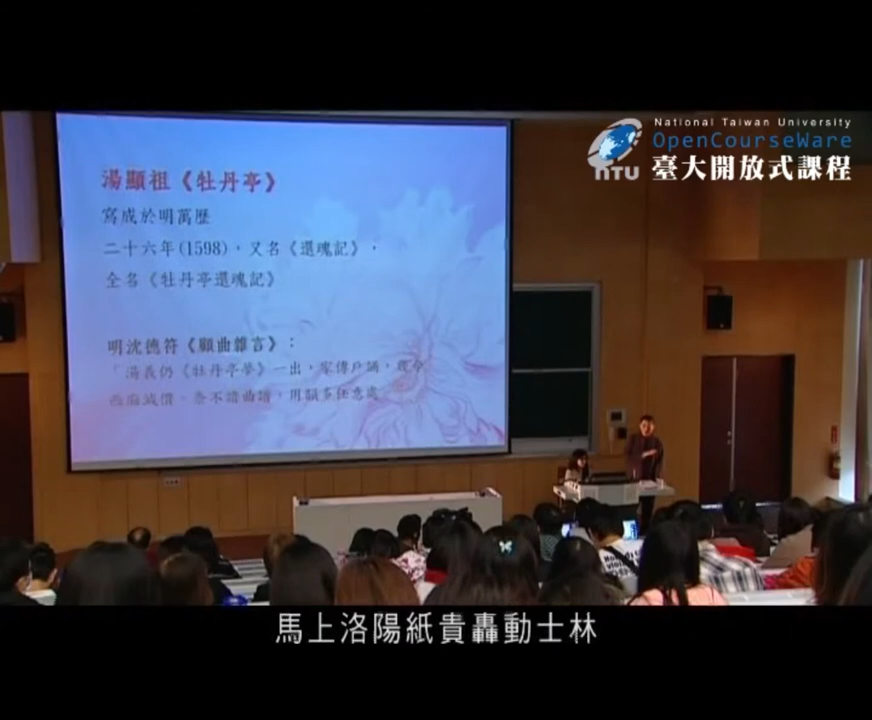 National Taiwan University
OpenCourseWare
NTU 臺大開放式課程
湯顯祖《牡丹亭》
寫成於明萬歷
二十六年(1598)，又名《還魂記》，
全名《牡丹亭還魂記》
明沈德符《顧曲雜言》：
「湯義仍《牡丹亭夢》一出，家傳戶誦，幾令
西廂減價。奈不諳曲譜，用韻多任意處
馬上洛陽紙貴轟動士林